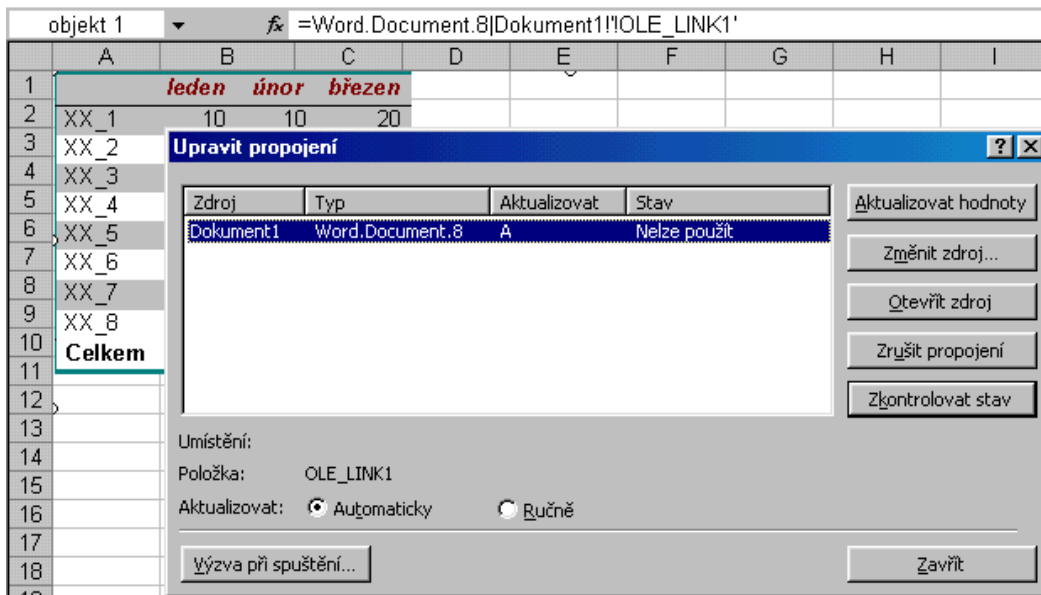 objekt 1 fx =Word.Document.8|Dokument1!'!OLE_LINK1'
A B C D E F G H I
1 leden únor březen
2 XX_1 10 10 20
3 XX_2
4 XX_3
5 XX_4
6 XX_5
7 XX_6
8 XX_7
9 XX_8
10 Celkem
11
12
13
14
15
16
17
18
Upravit propojení
Zdroj Typ Aktualizovat Stav
Dokument1 Word.Document.8 A Nelze použít
Aktualizovat hodnoty
Změnit zdroj...
Otevřít zdroj
Zrušit propojení
Zkontrolovat stav
Umístění:
Položka: OLE_LINK1
Aktualizovat: Automaticky Ručně
Výzva při spuštění... Zavřít